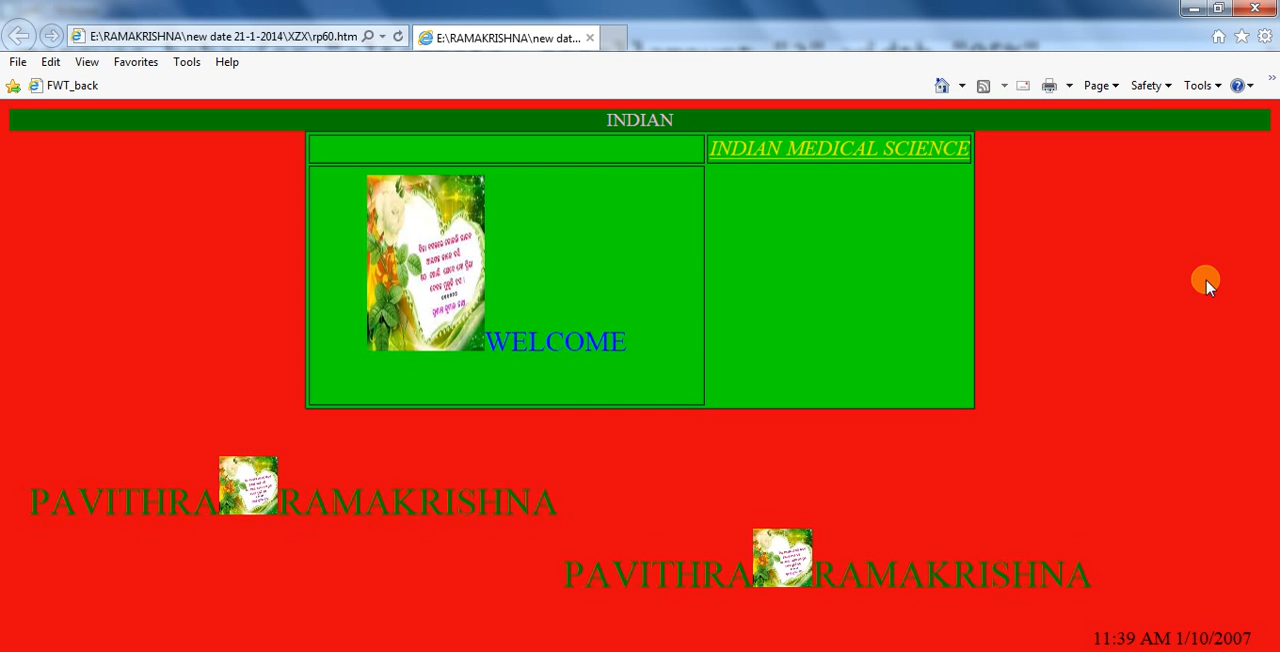 E:\RAMAKRISHNA\new date 21-1-2014\XZX\rp60.htm
E:\RAMAKRISHNA\new dat...
File Edit View Favorites Tools Help
FWT_back
Page Safety Tools
INDIAN
INDIAN MEDICAL SCIENCE
WELCOME
PAVITHRA RAMAKRISHNA
PAVITHRA RAMAKRISHNA
11:39 AM 1/10/2007